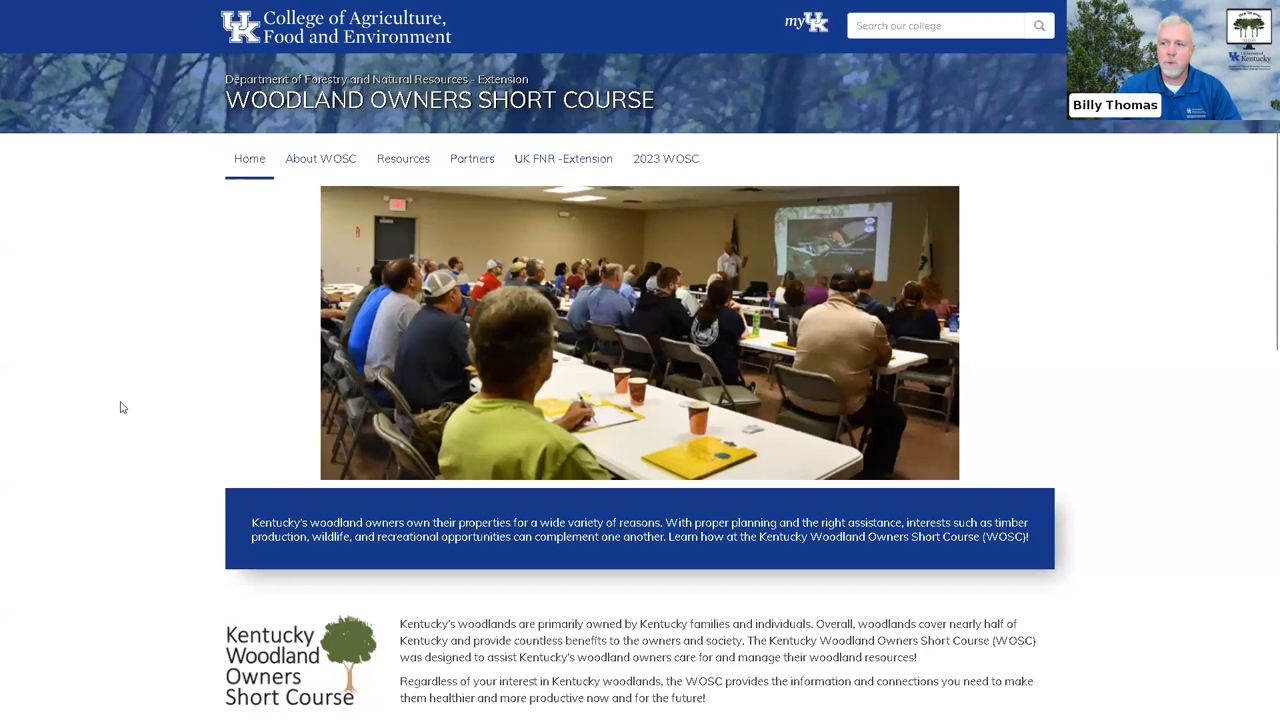 UK College of Agriculture,
Food and Environment
myUK
Search our college
Department of Forestry and Natural Resources - Extension
WOODLAND OWNERS SHORT COURSE
Billy Thomas
Kentucky
Home About WOSC Resources Partners UK FNR -Extension 2023 WOSC
Kentucky's woodland owners own their properties for a wide variety of reasons. With proper planning and the right assistance, interests such as timber
production, wildlife, and recreational opportunities can complement one another. Learn how at the Kentucky Woodland Owners Short Course (WOSC)!
Kentucky
Woodland
Owners
Short Course
Kentucky's woodlands are primarily owned by Kentucky families and individuals. Overall, woodlands cover nearly half of
Kentucky and provide countless benefits to the owners and society. The Kentucky Woodland Owners Short Course (WOSC)
was designed to assist Kentucky's woodland owners care for and manage their woodland resources!
Regardless of your interest in Kentucky woodlands, the WOSC provides the information and connections you need to make
them healthier and more productive now and for the future!